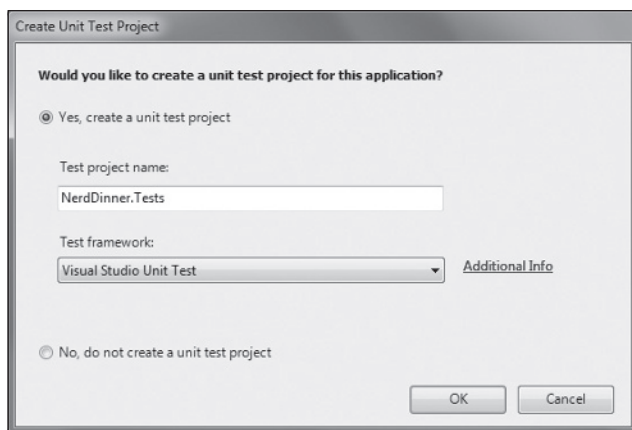 Create Unit Test Project
Would you like to create a unit test project for this application?
Yes, create a unit test project
Test project name:
NerdDinner.Tests
Test framework:
Visual Studio Unit Test
Additional Info
No, do not create a unit test project
OK
Cancel